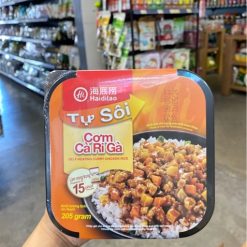 海底捞
Haidilao
Tự Sôi
Cơm
Cà Ri Gà
SELF-HEATING CURRY CHICKEN RICE
15
205 gram